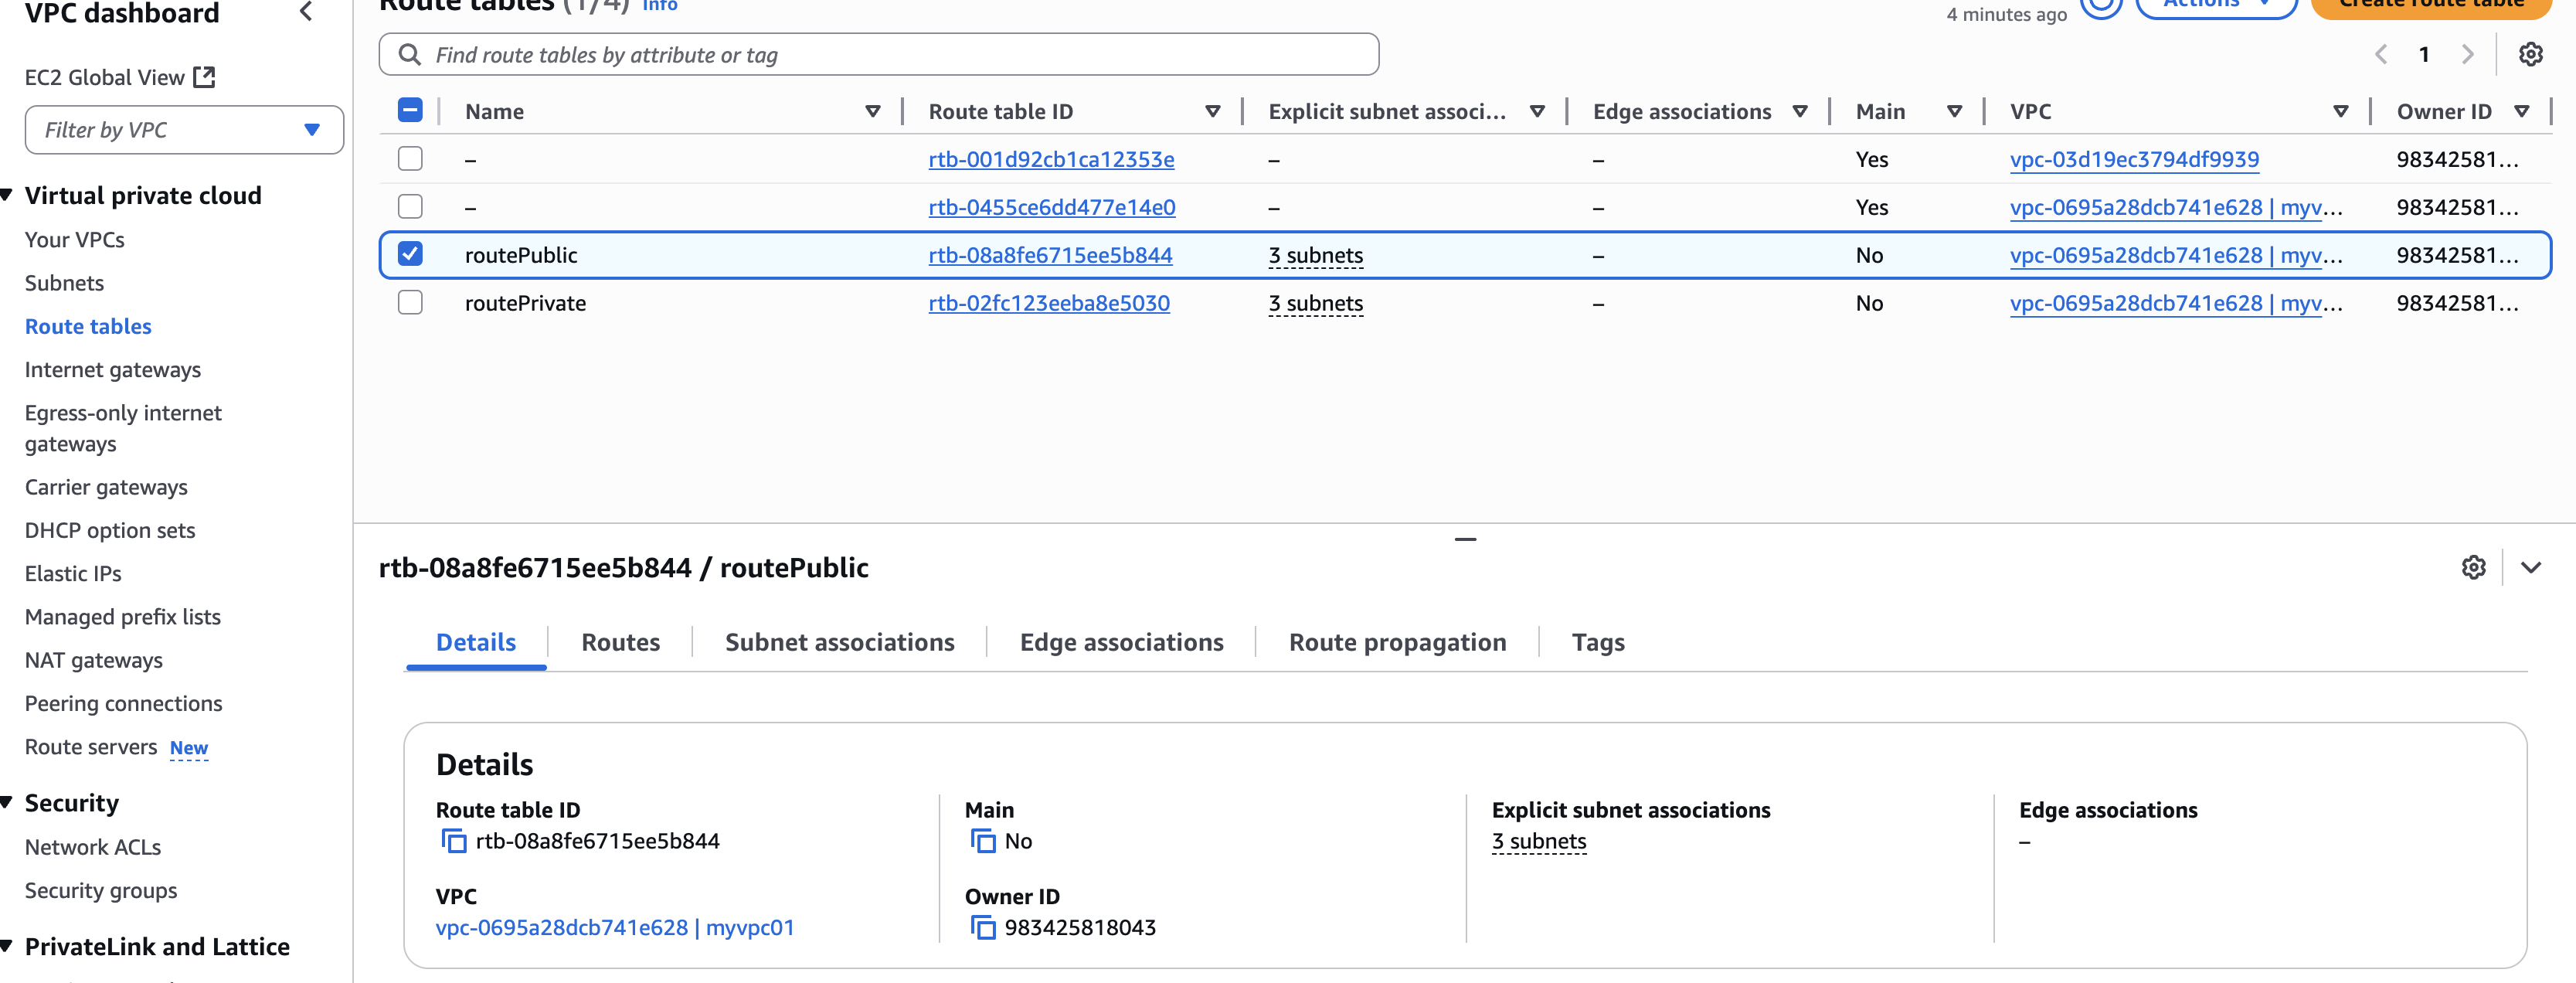 VPC dashboard
EC2 Global View
Filter by VPC
Virtual private cloud
Your VPCs
Subnets
Route tables
Internet gateways
Egress-only internet
gateways
Carrier gateways
DHCP option sets
Elastic IPs
Managed prefix lists
NAT gateways
Peering connections
Route servers New
Security
Network ACLs
Security groups
PrivateLink and Lattice
Route tables (1/4) Info
4 minutes ago
Actions
Create route table
Find route tables by attribute or tag
1
Name Route table ID Explicit subnet associ... Edge associations Main VPC Owner ID
– rtb-001d92cb1ca12353e – – Yes vpc-03d19ec3794df9939 98342581...
– rtb-0455ce6dd477e14e0 – – Yes vpc-0695a28dcb741e628 | myv... 98342581...
routePublic rtb-08a8fe6715ee5b844 3 subnets – No vpc-0695a28dcb741e628 | myv... 98342581...
routePrivate rtb-02fc123eeba8e5030 3 subnets – No vpc-0695a28dcb741e628 | myv... 98342581...
rtb-08a8fe6715ee5b844 / routePublic
Details Routes Subnet associations Edge associations Route propagation Tags
Details
Route table ID
rtb-08a8fe6715ee5b844
Main
No
Explicit subnet associations
3 subnets
Edge associations
–
VPC
vpc-0695a28dcb741e628 | myvpc01
Owner ID
983425818043